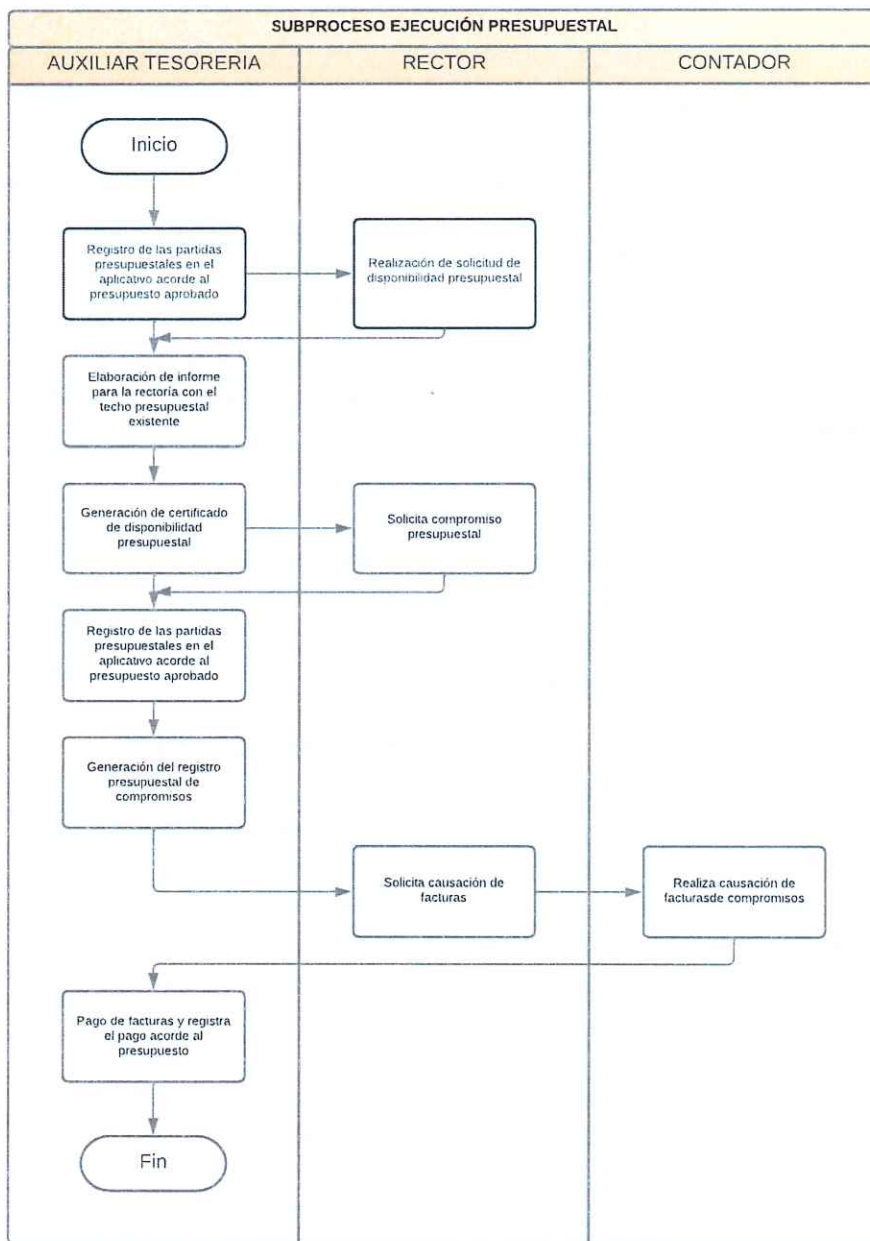 SUBPROCESO EJECUCIÓN PRESUPUESTAL
AUXILIAR TESORERIA
RECTOR
CONTADOR
Inicio
Registro de las partidas
presupuestales en el
aplicativo acorde al
presupuesto aprobado
Realización de solicitud de
disponibilidad presupuestal
Elaboración de informe
para la rectoría con el
techo presupuestal
existente
Generación de certificado
de disponibilidad
presupuestal
Solicita compromiso
presupuestal
Registro de las partidas
presupuestales en el
aplicativo acorde al
presupuesto aprobado
Generación del registro
presupuestal de
compromisos
Solicita causación de
facturas
Realiza causación de
facturasde compromisos
Pago de facturas y registra
el pago acorde al
presupuesto
Fin